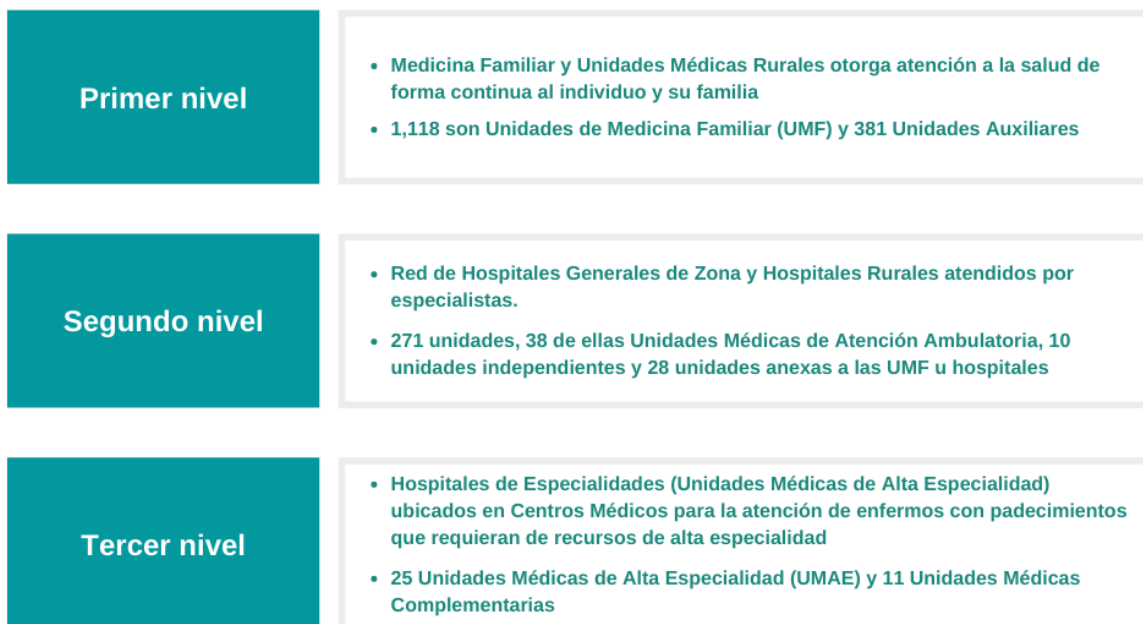 Primer nivel
• Medicina Familiar y Unidades Médicas Rurales otorga atención a la salud de
forma continua al individuo y su familia
• 1,118 son Unidades de Medicina Familiar (UMF) y 381 Unidades Auxiliares
Segundo nivel
• Red de Hospitales Generales de Zona y Hospitales Rurales atendidos por
especialistas.
• 271 unidades, 38 de ellas Unidades Médicas de Atención Ambulatoria, 10
unidades independientes y 28 unidades anexas a las UMF u hospitales
Tercer nivel
• Hospitales de Especialidades (Unidades Médicas de Alta Especialidad)
ubicados en Centros Médicos para la atención de enfermos con padecimientos
que requieran de recursos de alta especialidad
• 25 Unidades Médicas de Alta Especialidad (UMAE) y 11 Unidades Médicas
Complementarias